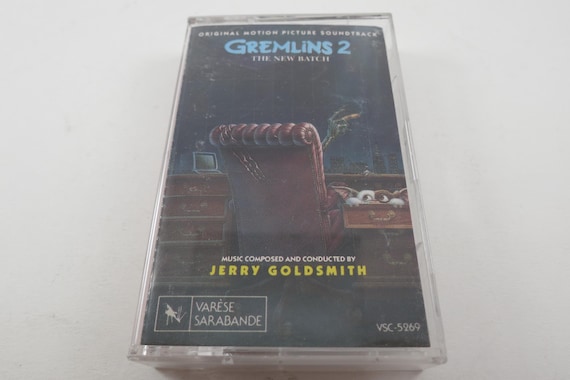 ORIGINAL MOTION PICTURE SOUNDTRACK
GREMLINS 2
THE NEW BATCH
MUSIC COMPOSED AND CONDUCTED BY
JERRY GOLDSMITH
VARÈSE
SARABANDE
VSC-5269